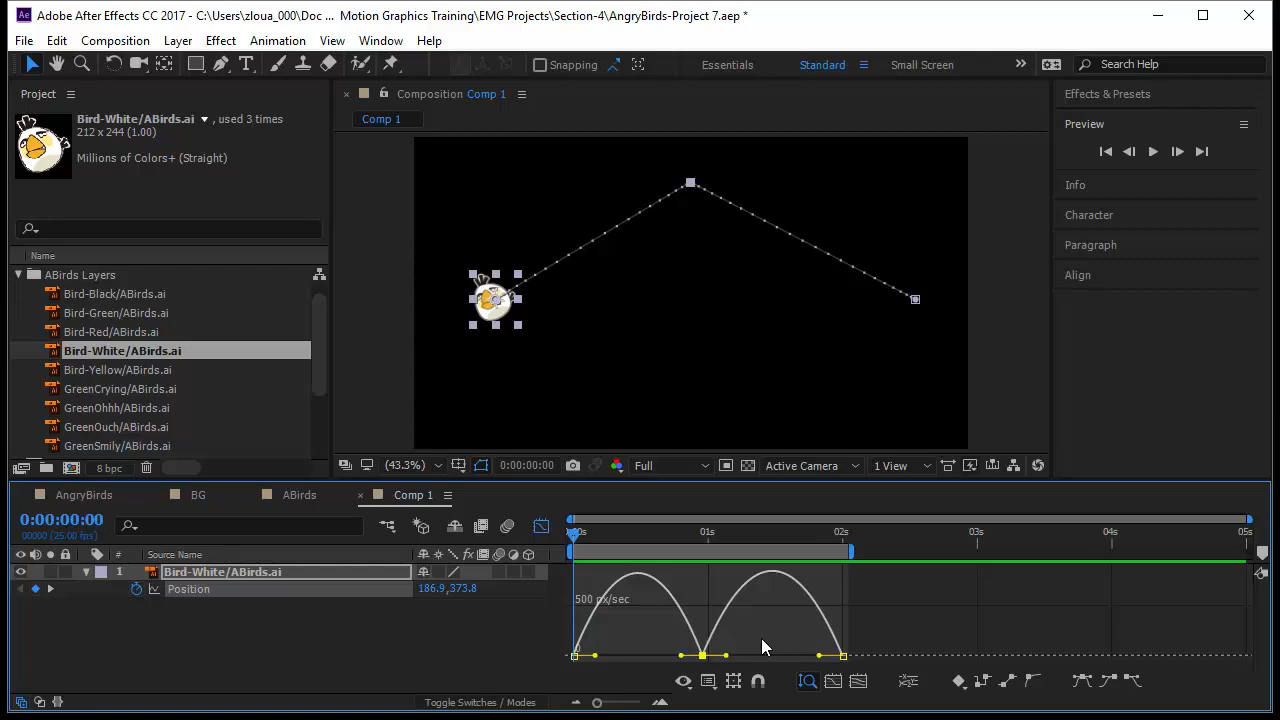 Adobe After Effects CC 2017 - C:\Users\zloua_000\Doc ... Motion Graphics Training\EMG Projects\Section-4\AngryBirds-Project 7.aep *
File Edit Composition Layer Effect Animation View Window Help
Snapping Essentials Standard Small Screen Search Help
Project
Composition Comp 1
Effects & Presets
Comp 1
Bird-White/ABirds.ai , used 3 times
212 x 244 (1.00)
Millions of Colors+ (Straight)
Preview
Info
Character
Paragraph
Align
Name
ABirds Layers
Bird-Black/ABirds.ai
Bird-Green/ABirds.ai
Bird-Red/ABirds.ai
Bird-White/ABirds.ai
Bird-Yellow/ABirds.ai
GreenCrying/ABirds.ai
GreenOhhh/ABirds.ai
GreenOuch/ABirds.ai
GreenSmily/ABirds.ai
8 bpc
(43.3%) 0:00:00:00 Full Active Camera 1 View
AngryBirds BG ABirds Comp 1
0:00:00:00
00000 (25.00 fps)
01s 02s 03s 04s 05s
# Source Name
1 Bird-White/ABirds.ai
Position 186.9,373.8
500 px/sec
Toggle Switches / Modes